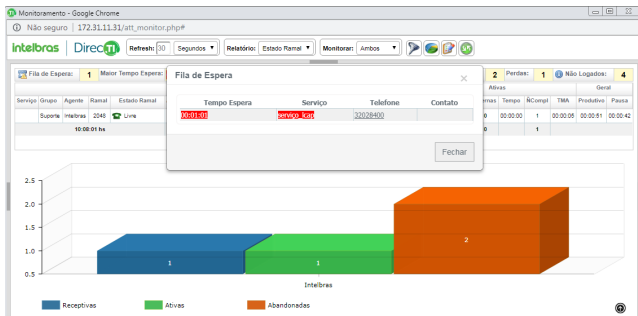 Monitoramento - Google Chrome
Não seguro | 172.31.11.31/att_monitor.php#
intelbras DirecTI Refresh: 30 Segundos Relatório: Estado Ramal Monitorar: Ambos
Fila de Espera: 1 Maior Tempo Espera: 2 Perdas: 1 Não Logados: 4
Fila de Espera ×
Ativas Geral
Serviço Grupo Agente Ramal Estado Ramal Tempo ÑCompl TMA Produtivo Pausa
Tempo Espera Serviço Telefone Contato
Suporte Intelbras 2048 Livre 0 00:00:00 1 00:00:05 00:00:51 00:00:42
00:01:01 serviço_lcap 32028400
10:08:01 hs 0 1
Fechar
2.5
2.0
1.5
1.0
0.5
1 1 2
Intelbras
Receptivas Ativas Abandonadas